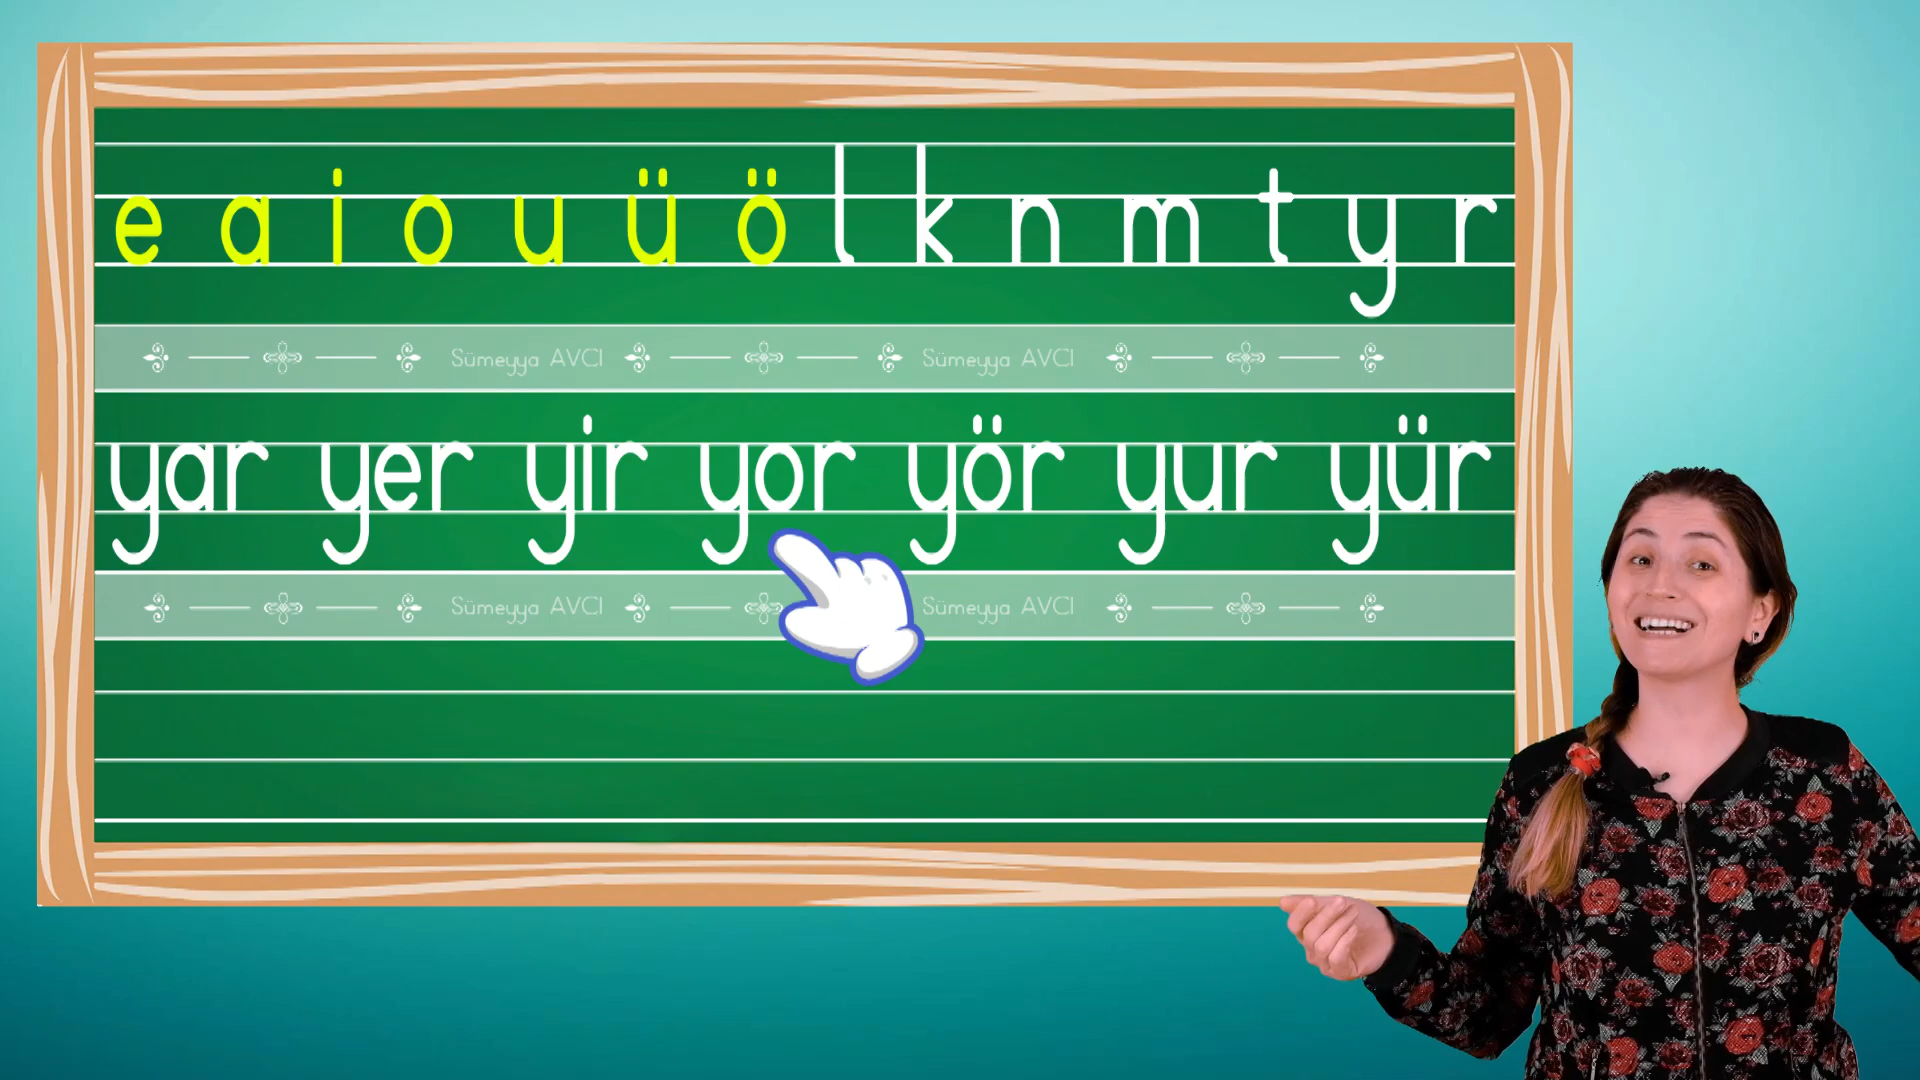 e a i o u ü ö l k n m t y r
Sümeyya AVCI Sümeyya AVCI
yar yer yir yor yör yur yür
Sümeyya AVCI Sümeyya AVCI